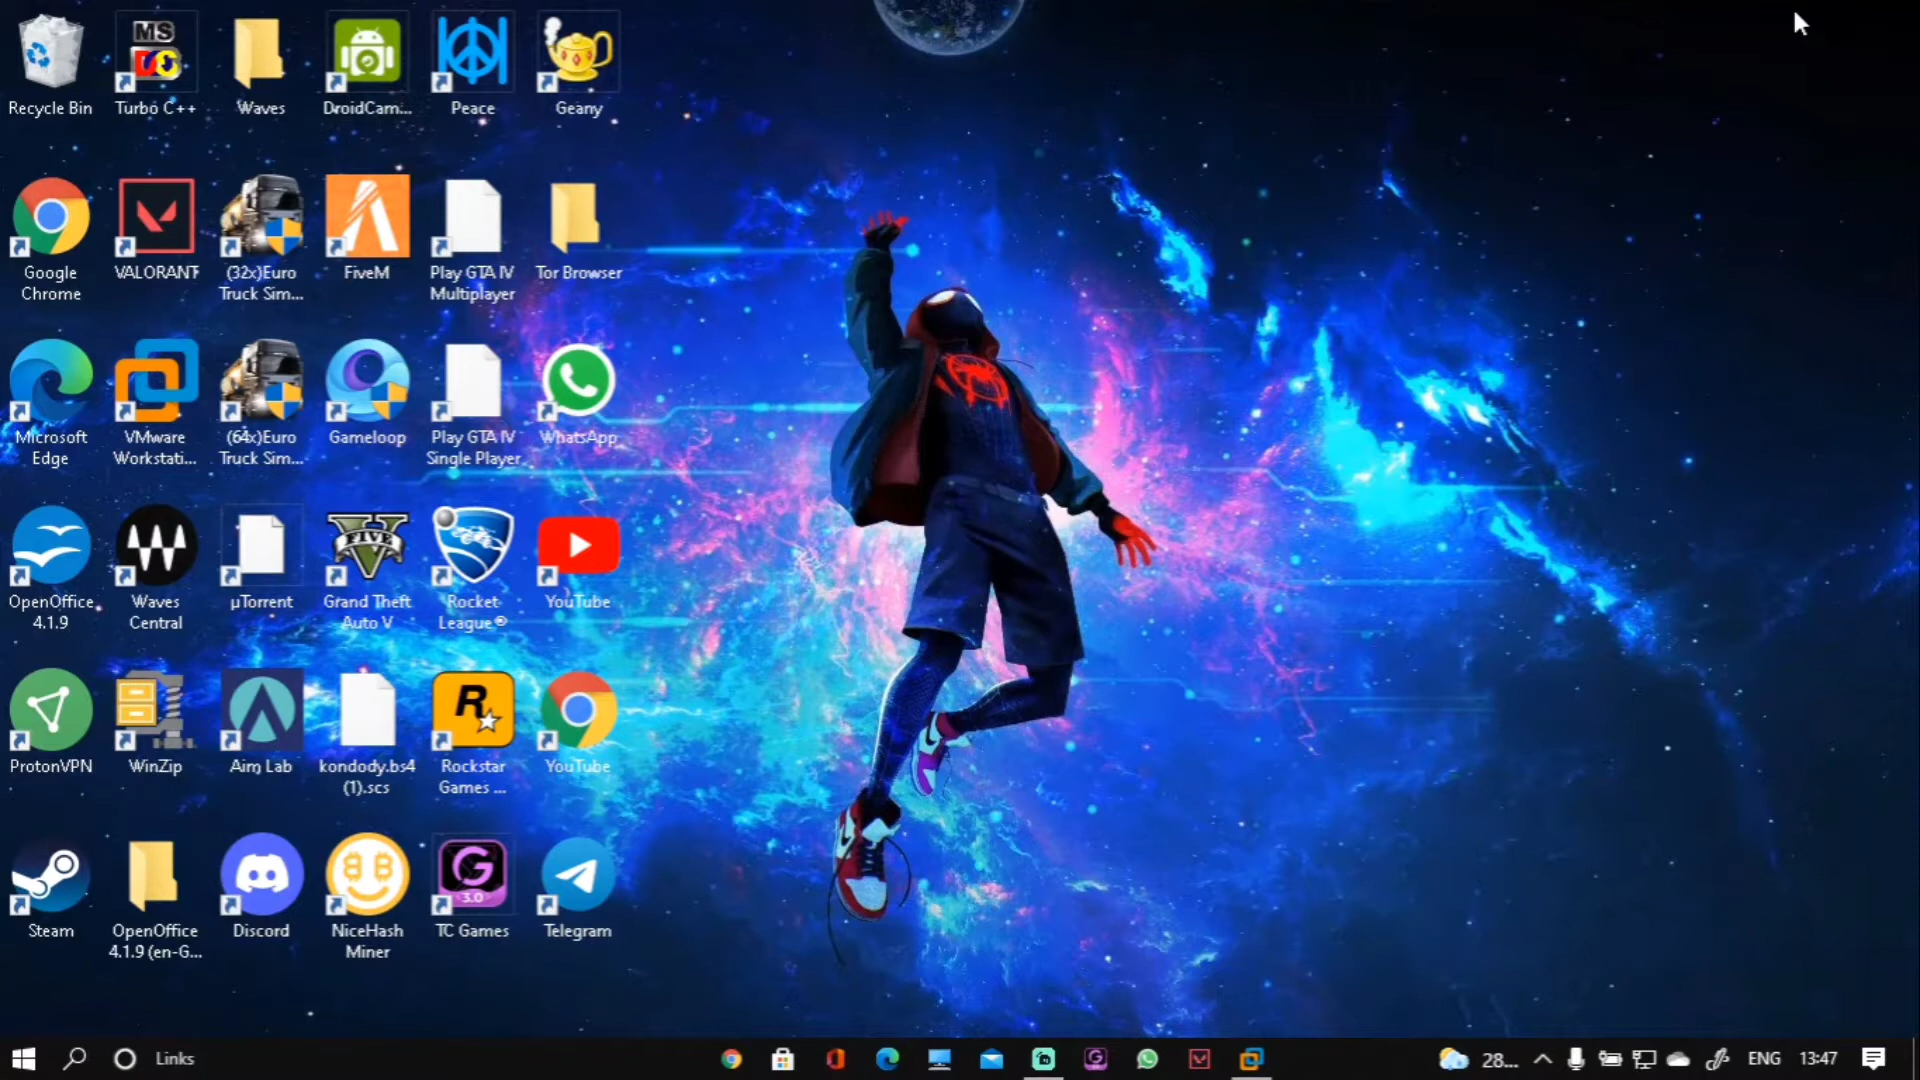 Recycle Bin
MS
DOS
Turbo C++
Waves
DroidCam...
Peace
Geany
Google
Chrome
VALORANT
(32x)Euro
Truck Sim...
FiveM
Play GTA IV
Multiplayer
Tor Browser
Microsoft
Edge
VMware
Workstati...
(64x)Euro
Truck Sim...
Gameloop
Play GTA IV
Single Player
WhatsApp
OpenOffice
4.1.9
Waves
Central
µTorrent
V
FIVE
Grand Theft
Auto V
Rocket
League®
YouTube
ProtonVPN
WinZip
Aim Lab
kondody.bs4
(1).scs
R
Rockstar
Games ...
YouTube
Steam
OpenOffice
4.1.9 (en-G...
Discord
BB
NiceHash
Miner
G
3.0
TC Games
Telegram
Links
28...
ENG
13:47